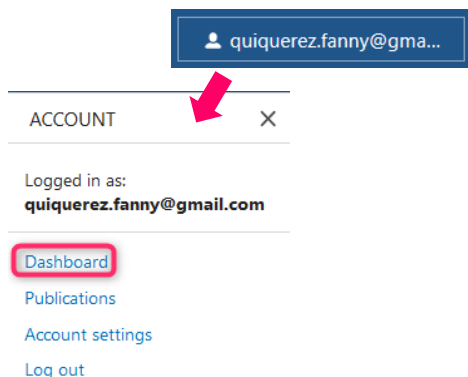 quiquerez.fanny@gma...
ACCOUNT
Logged in as:
quiquerez.fanny@gmail.com
Dashboard
Publications
Account settings
Log out